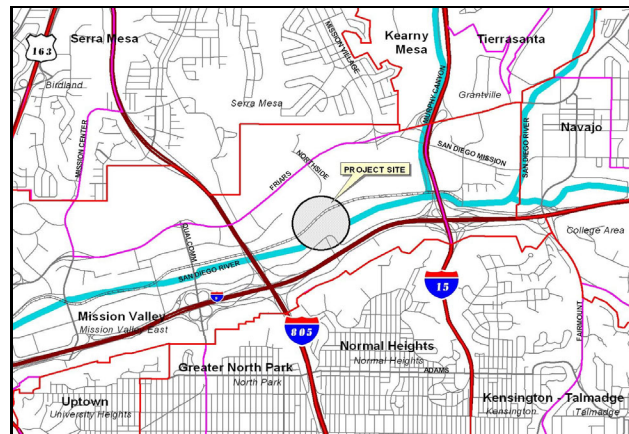 163
Serra Mesa
Birdland
MISSION VILLAGE
Serra Mesa
Kearny
Mesa
Tierrasanta
MURPHY CANYON
Grantville
Navajo
MISSION CENTER
FRIARS
NORTHSIDE
PROJECT SITE
SAN DIEGO MISSION
SAN DIEGO RIVER
QUALCOMM
SAN DIEGO RIVER
College Area
Mission Valley
Mission Valley East
805
15
Normal Heights
Normal Heights
ADAMS
FAIRMOUNT
Greater North Park
North Park
Uptown
University Heights
Kensington - Talmadge
Kensington
Talmadge